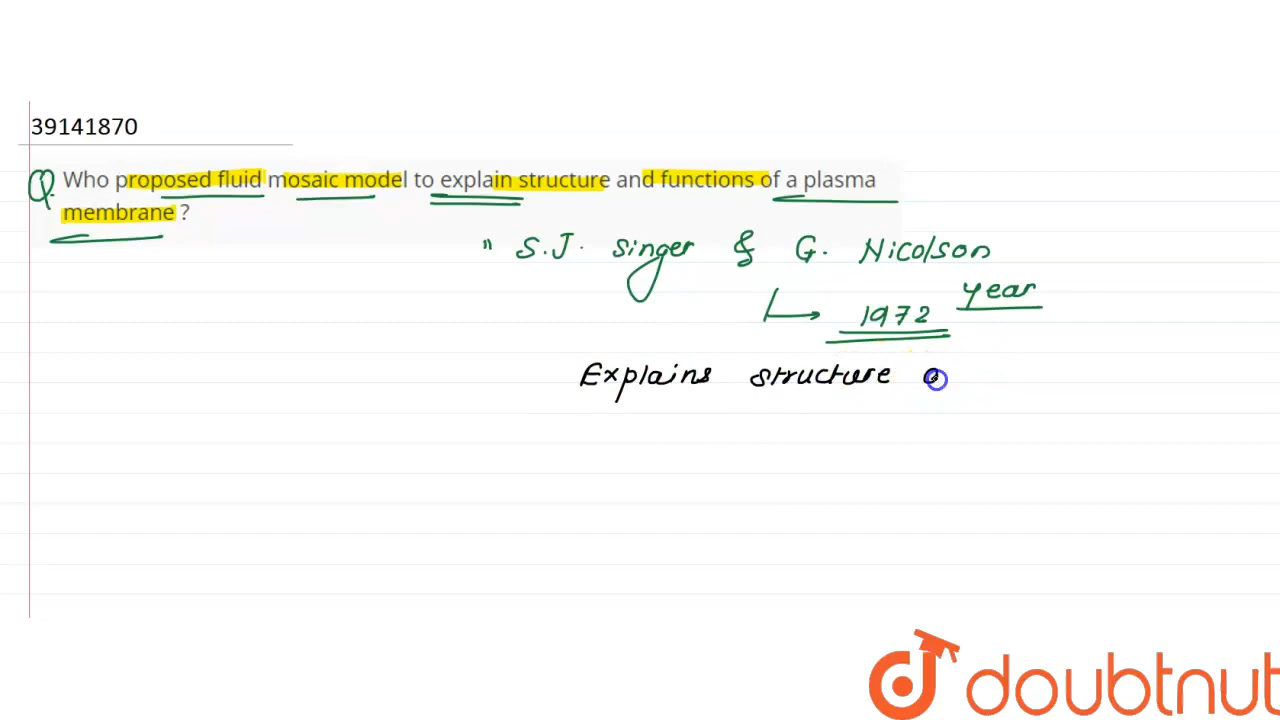 39141870
Q. Who proposed fluid mosaic model to explain structure and functions of a plasma
membrane ?
" S.J. Singer & G. Nicolson
1972 year
Explains structure
doubtnut